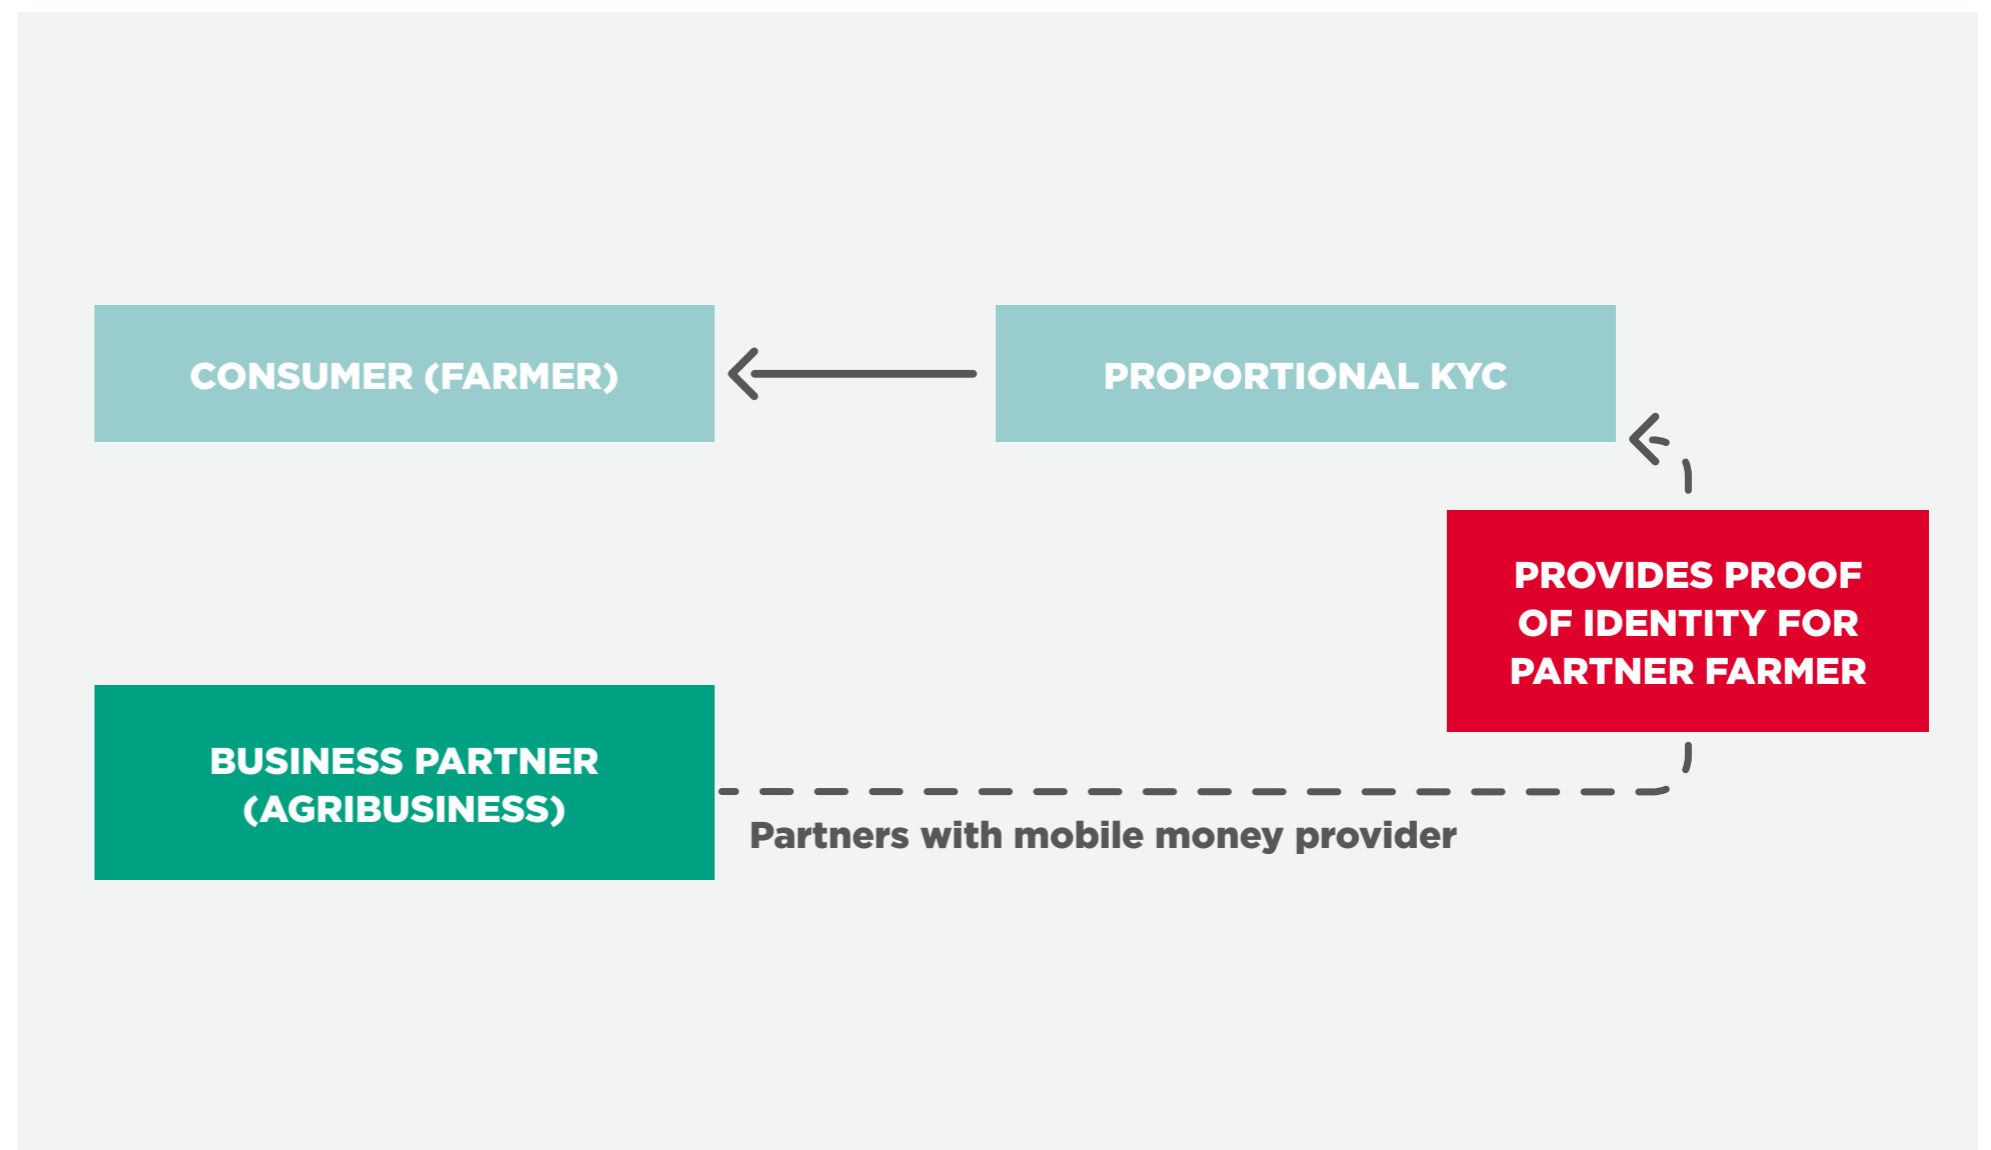 CONSUMER (FARMER)
PROPORTIONAL KYC
PROVIDES PROOF
OF IDENTITY FOR
PARTNER FARMER
BUSINESS PARTNER
(AGRIBUSINESS)
Partners with mobile money provider